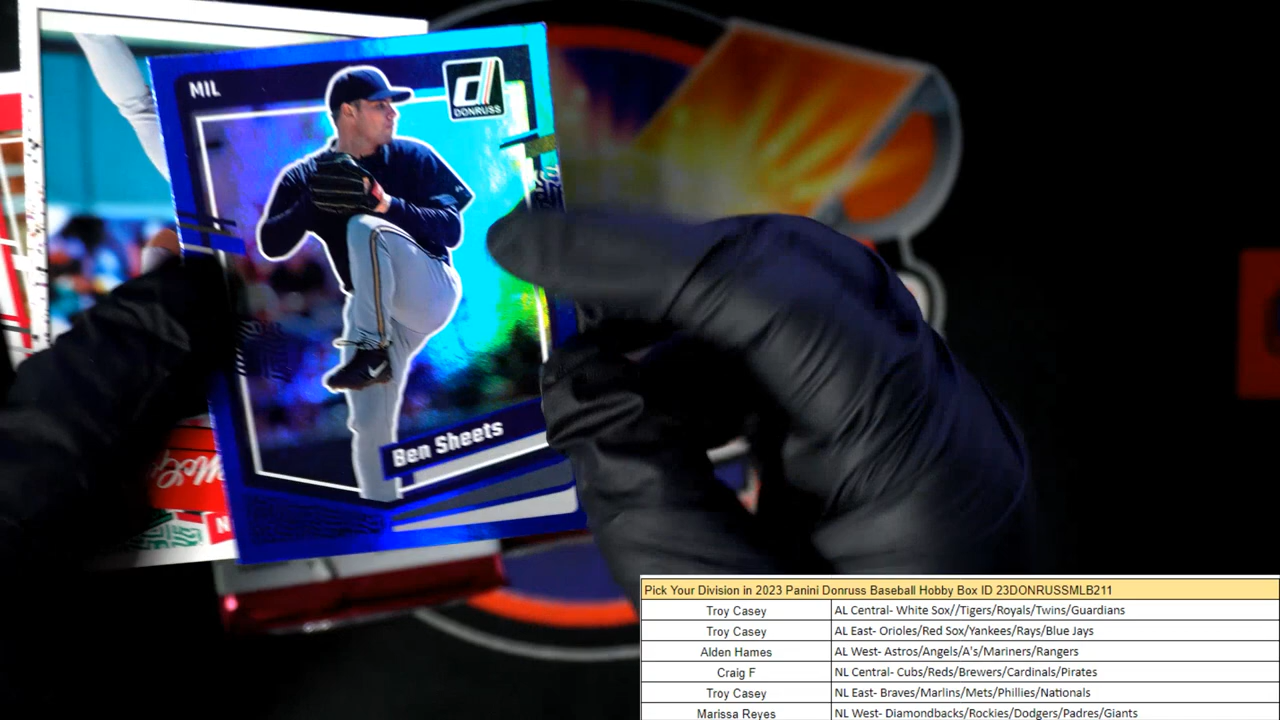 MIL
d
DONRUSS
Ben Sheets
Pick Your Division in 2023 Panini Donruss Baseball Hobby Box ID 23DONRUSSMLB211
Troy Casey AL Central- White Sox//Tigers/Royals/Twins/Guardians
Troy Casey AL East- Orioles/Red Sox/Yankees/Rays/Blue Jays
Alden Hames AL West- Astros/Angels/A's/Mariners/Rangers
Craig F NL Central- Cubs/Reds/Brewers/Cardinals/Pirates
Troy Casey NL East- Braves/Marlins/Mets/Phillies/Nationals
Marissa Reyes NL West- Diamondbacks/Rockies/Dodgers/Padres/Giants